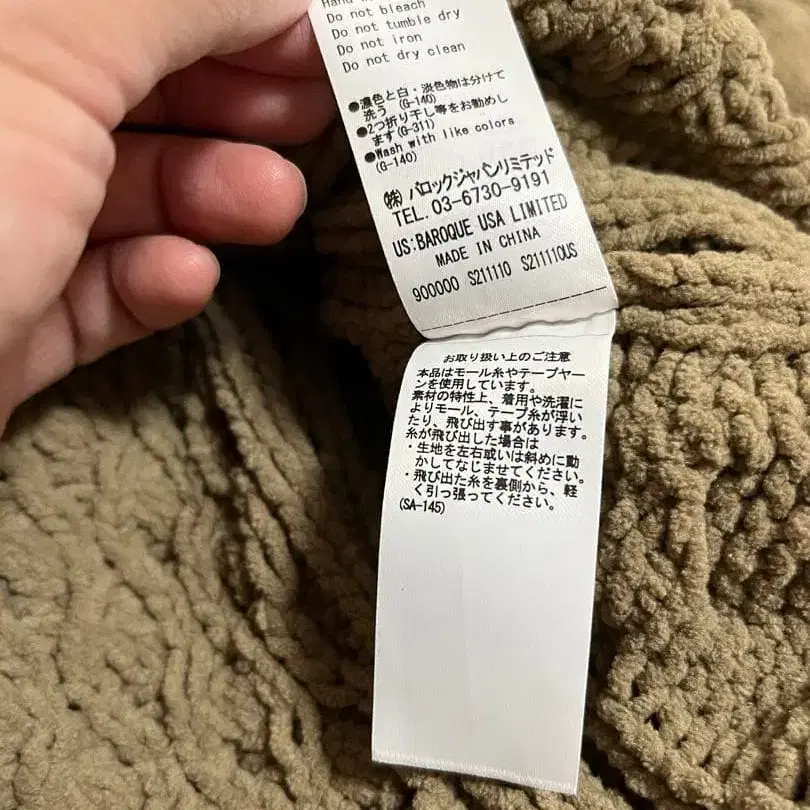 Hand
Do not bleach
Do not tumble dry
Do not iron
Do not dry clean
●濃色と白・淡色物は分けて
洗う (G-140)
●2つ折り干し等をお勧めし
ます(G-311)
●Wash with like colors
(G-140)
㈱ バロックジャパンリミテッド
TEL. 03-6730-9191
US:BAROQUE USA LIMITED
MADE IN CHINA
900000 S211110 S211110US
お取り扱い上のご注意
本品はモール糸やテープヤー
ンを使用しています。
素材の特性上、着用や洗濯に
よりモール、テープ糸が浮い
たり、飛び出す事があります。
糸が飛び出した場合は
・生地を左右或いは斜めに動
かしてなじませてください。
・飛び出た糸を裏側から、軽
く引っ張ってください。
(SA-145)